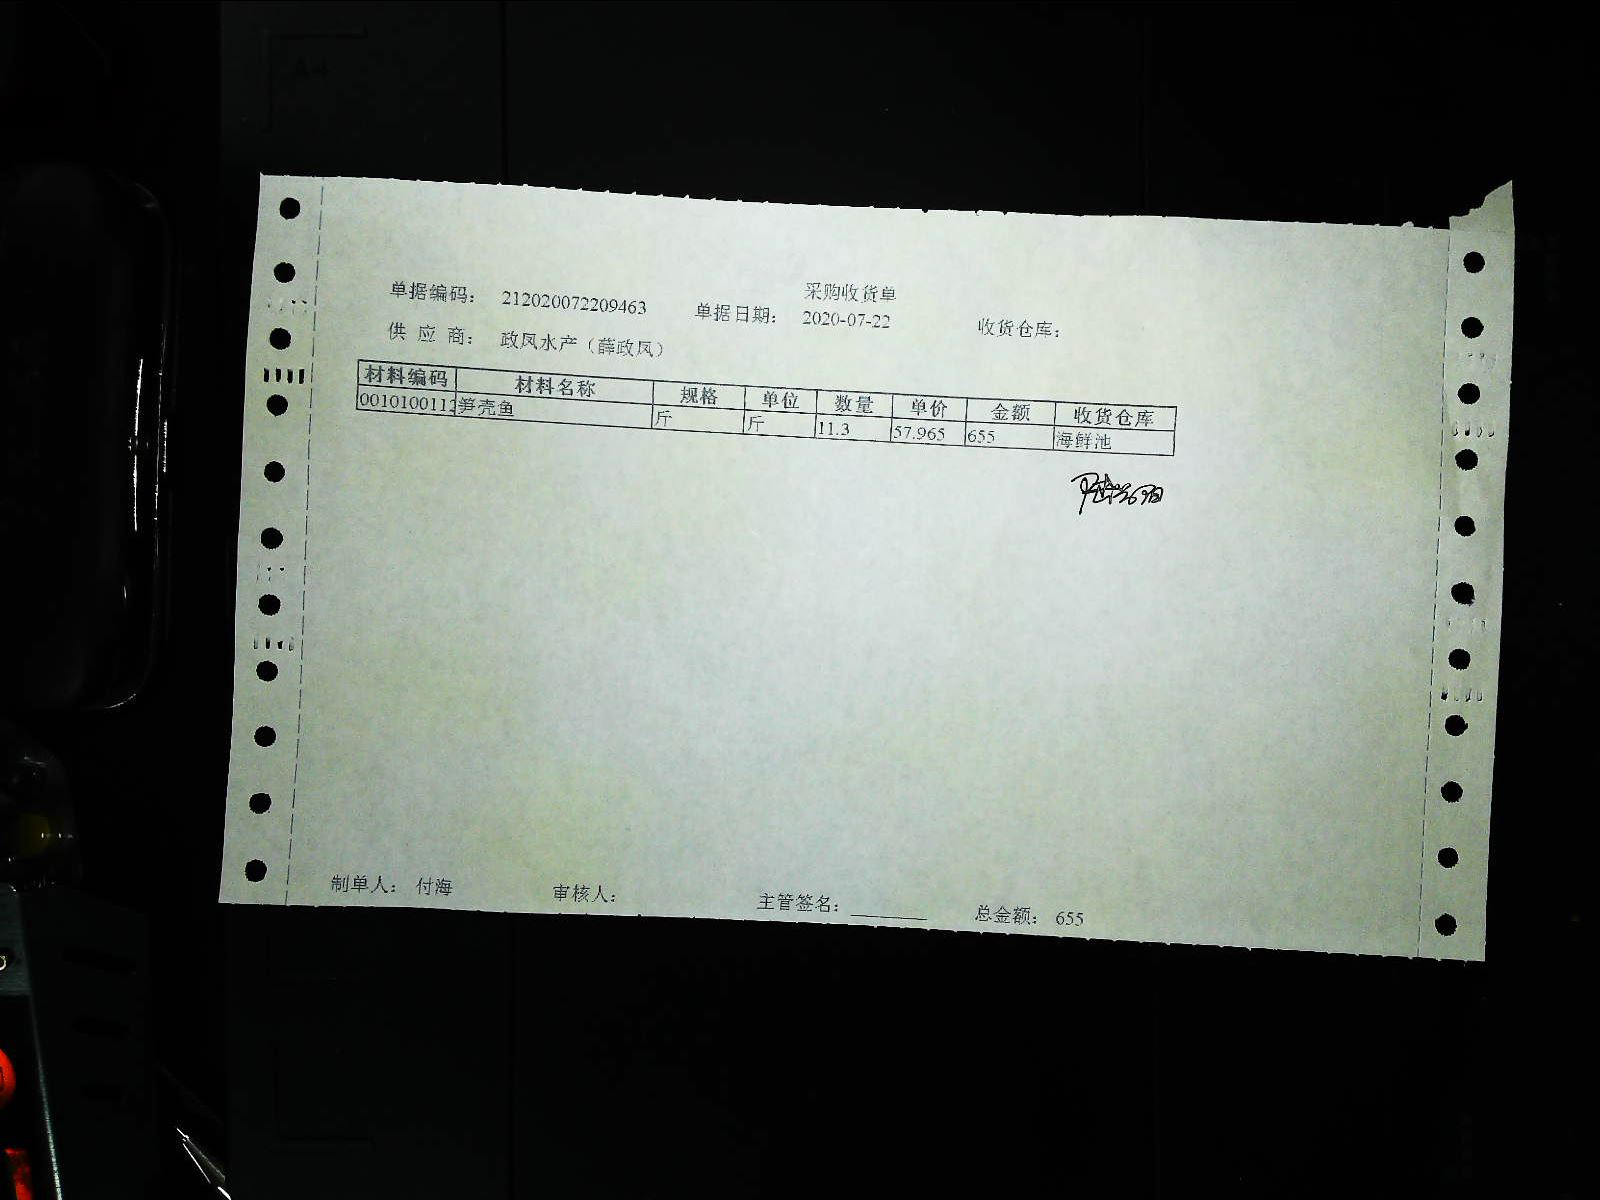 采购收货单
单据编码： 212020072209463 单据日期： 2020-07-22 收货仓库：
供 应 商： 政凤水产（薛政凤）
材料编码 材料名称 规格 单位 数量 单价 金额 收货仓库
0010100112 笋壳鱼 斤 斤 11.3 57.965 655 海鲜池
制单人： 付海 审核人： 主管签名： 总金额： 655